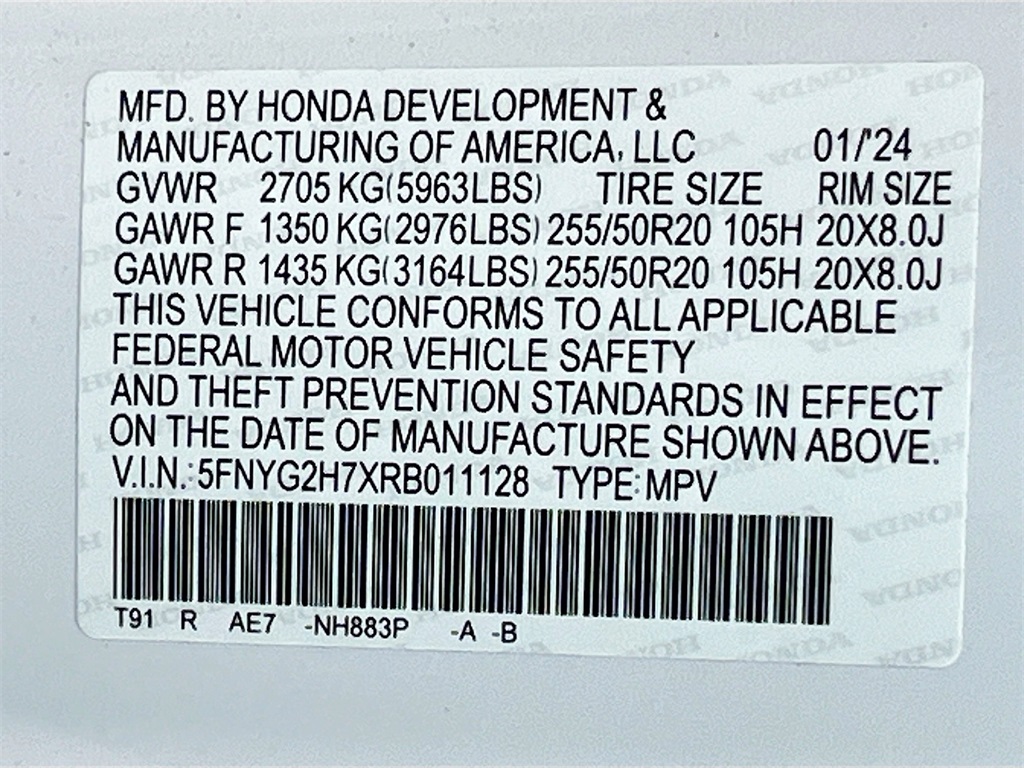 MFD. BY HONDA DEVELOPMENT &
MANUFACTURING OF AMERICA, LLC 01/'24
GVWR 2705 KG(5963LBS) TIRE SIZE RIM SIZE
GAWR F 1350 KG(2976LBS) 255/50R20 105H 20X8.0J
GAWR R 1435 KG(3164LBS) 255/50R20 105H 20X8.0J
THIS VEHICLE CONFORMS TO ALL APPLICABLE
FEDERAL MOTOR VEHICLE SAFETY
AND THEFT PREVENTION STANDARDS IN EFFECT
ON THE DATE OF MANUFACTURE SHOWN ABOVE.
V.I.N.:5FNYG2H7XRB011128 TYPE:MPV
T91 R AE7 -NH883P -A -B